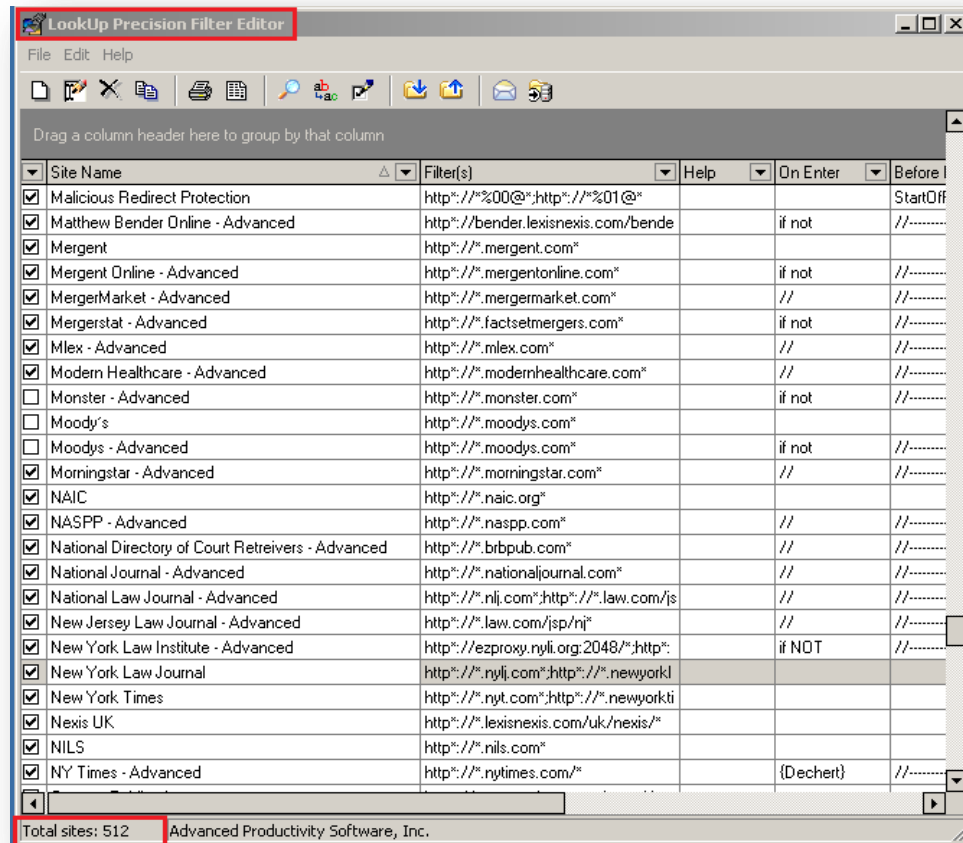 LookUp Precision Filter Editor
File Edit Help
Drag a column header here to group by that column
Site Name Filter(s) Help On Enter Before
Malicious Redirect Protection http*://*%00@*;http*://*%01@* StartOff
Matthew Bender Online - Advanced http*://bender.lexisnexis.com/bende if not //--------
Mergent http*://*.mergent.com*
Mergent Online - Advanced http*://*.mergentonline.com* if not //--------
MergerMarket - Advanced http*://*.mergermarket.com* // //--------
Mergerstat - Advanced http*://*.factsetmergers.com* if not //--------
Mlex - Advanced http*://*.mlex.com* // //--------
Modern Healthcare - Advanced http*://*.modernhealthcare.com* // //--------
Monster - Advanced http*://*.monster.com* if not //--------
Moody´s http*://*.moodys.com*
Moodys - Advanced http*://*.moodys.com* if not //--------
Morningstar - Advanced http*://*.morningstar.com* // //--------
NAIC http*://*.naic.org*
NASPP - Advanced http*://*.naspp.com* // //--------
National Directory of Court Retreivers - Advanced http*://*.brbpub.com* // //--------
National Journal - Advanced http*://*.nationaljournal.com* // //--------
National Law Journal - Advanced http*://*.nlj.com*;http*://*.law.com/js // //--------
New Jersey Law Journal - Advanced http*://*.law.com/jsp/nj* // //--------
New York Law Institute - Advanced http*://ezproxy.nyli.org:2048/*;http*: if NOT //--------
New York Law Journal http*://*.nylj.com*;http*://*.newyorkl
New York Times http*://*.nyt.com*;http*://*.newyorkti
Nexis UK http*://*.lexisnexis.com/uk/nexis/*
NILS http*://*.nils.com*
NY Times - Advanced http*://*.nytimes.com/* {Dechert} //--------
Total sites: 512 Advanced Productivity Software, Inc.